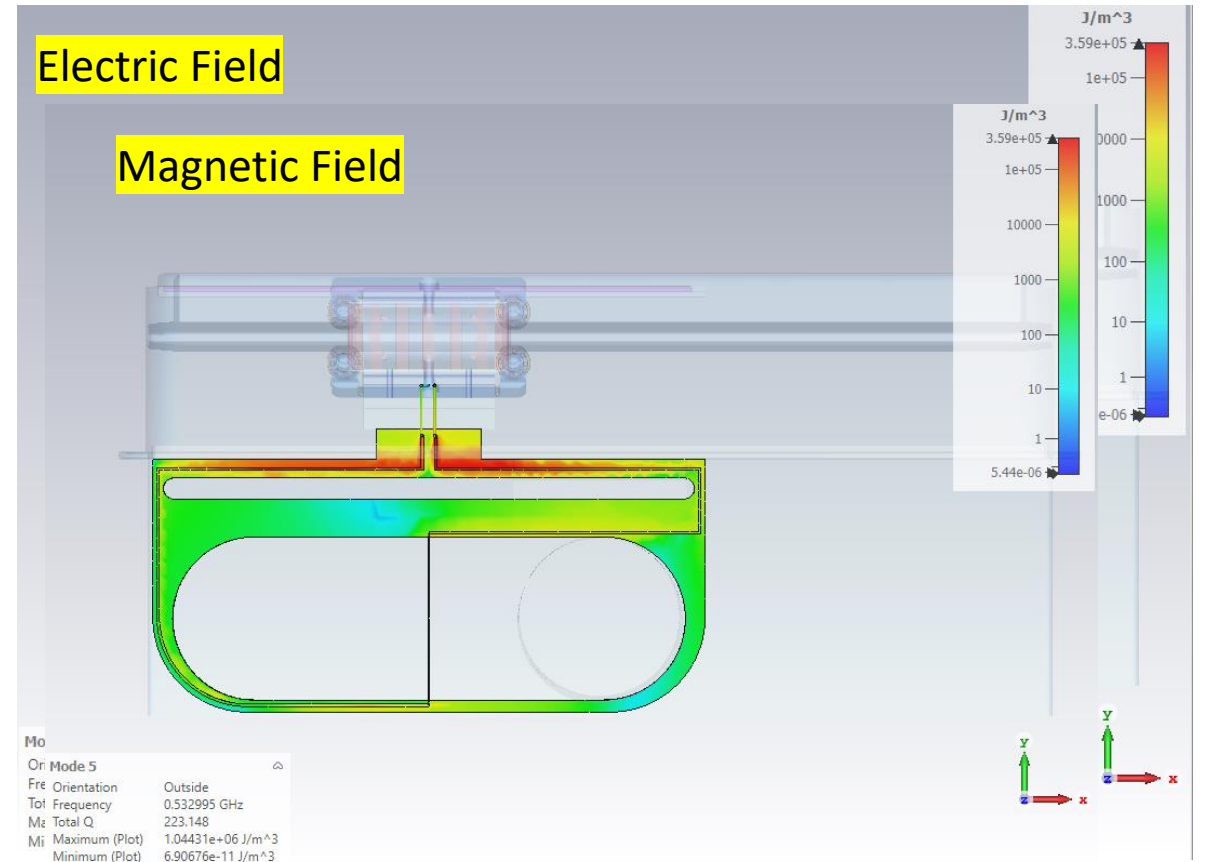 Electric Field
Magnetic Field
J/m^3
3.59e+05
1e+05
0000
1000
100
10
1
e-06
J/m^3
3.59e+05
1e+05
10000
1000
100
10
1
5.44e-06
y
z
x
y
z
x
Mo
Ori
Fre
Tot
Ma
Mi
Mode 5
Orientation Outside
Frequency 0.532995 GHz
Total Q 223.148
Maximum (Plot) 1.04431e+06 J/m^3
Minimum (Plot) 6.90676e-11 J/m^3